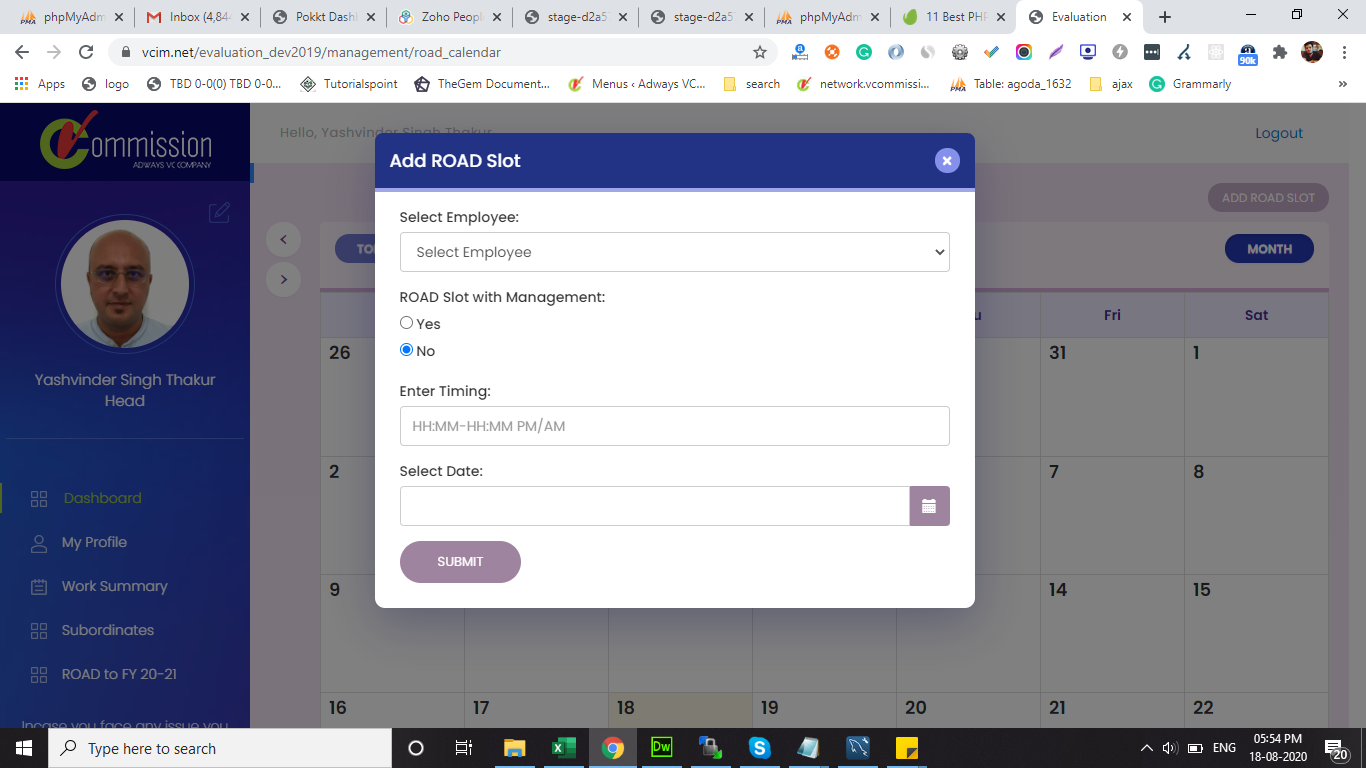 phpMyAdm
Inbox (4,84
Pokkt Dash
Zoho Peopl
stage-d2a5
stage-d2a5
phpMyAdm
11 Best PHP
Evaluation
vcim.net/evaluation_dev2019/management/road_calendar
90k
Apps
logo
TBD 0-0(0) TBD 0-0...
Tutorialspoint
TheGem Document...
Menus ‹ Adways VC...
search
network.vcommissi...
Table: agoda_1632
ajax
Grammarly
»
Commission
ADWAYS VC COMPANY
Hello, Yashvinder Singh Thakur
Logout
Add ROAD Slot
ADD ROAD SLOT
Select Employee:
Select Employee
MONTH
ROAD Slot with Management:
Yes
No
Fri
Sat
26
31
1
Yashvinder Singh Thakur
Head
Enter Timing:
HH:MM-HH:MM PM/AM
2
7
8
Select Date:
Dashboard
My Profile
SUBMIT
Work Summary
9
14
15
Subordinates
ROAD to FY 20-21
16
17
18
19
20
21
22
Incase you face any issue you
Type here to search
Dw
ENG
05:54 PM
18-08-2020
20